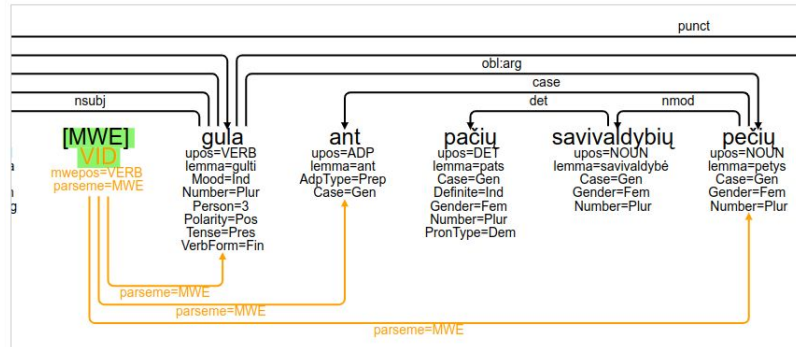 punct
obl:arg
case
nsubj det nmod
[MWE] gula ant pačių savivaldybių pečių
VID upos=VERB upos=ADP upos=DET upos=NOUN upos=NOUN
mwepos=VERB lemma=gulti lemma=ant lemma=pats lemma=savivaldybė lemma=petys
parseme=MWE Mood=Ind AdpType=Prep Case=Gen Case=Gen Case=Gen
Number=Plur Case=Gen Definite=Ind Gender=Fem Gender=Fem
Person=3 Gender=Fem Number=Plur Number=Plur
Polarity=Pos Number=Plur
Tense=Pres PronType=Dem
VerbForm=Fin
parseme=MWE
parseme=MWE
parseme=MWE